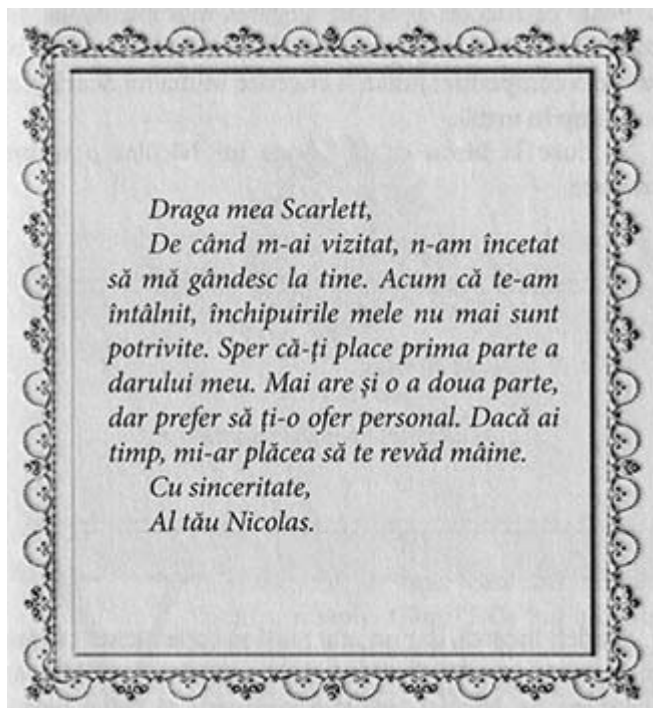 Draga mea Scarlett,
De când m-ai vizitat, n-am încetat
să mă gândesc la tine. Acum că te-am
întâlnit, închipuirile mele nu mai sunt
potrivite. Sper că-ți place prima parte a
darului meu. Mai are și o a doua parte,
dar prefer să ți-o ofer personal. Dacă ai
timp, mi-ar plăcea să te revăd mâine.
Cu sinceritate,
Al tău Nicolas.